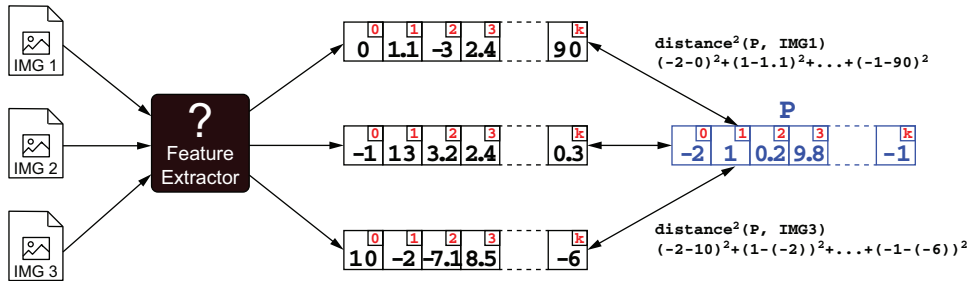 IMG 1
IMG 2
IMG 3
?
Feature
Extractor
0 1 2 3 k
0 1.1 -3 2.4 90
0 1 2 3 k
-1 13 3.2 2.4 0.3
0 1 2 3 k
10 -2 -7.1 8.5 -6
distance²(P, IMG1)
(-2-0)²+(1-1.1)²+...+(-1-90)²
P
0 1 2 3 k
-2 1 0.2 9.8 -1
distance²(P, IMG3)
(-2-10)²+(1-(-2))²+...+(-1-(-6))²